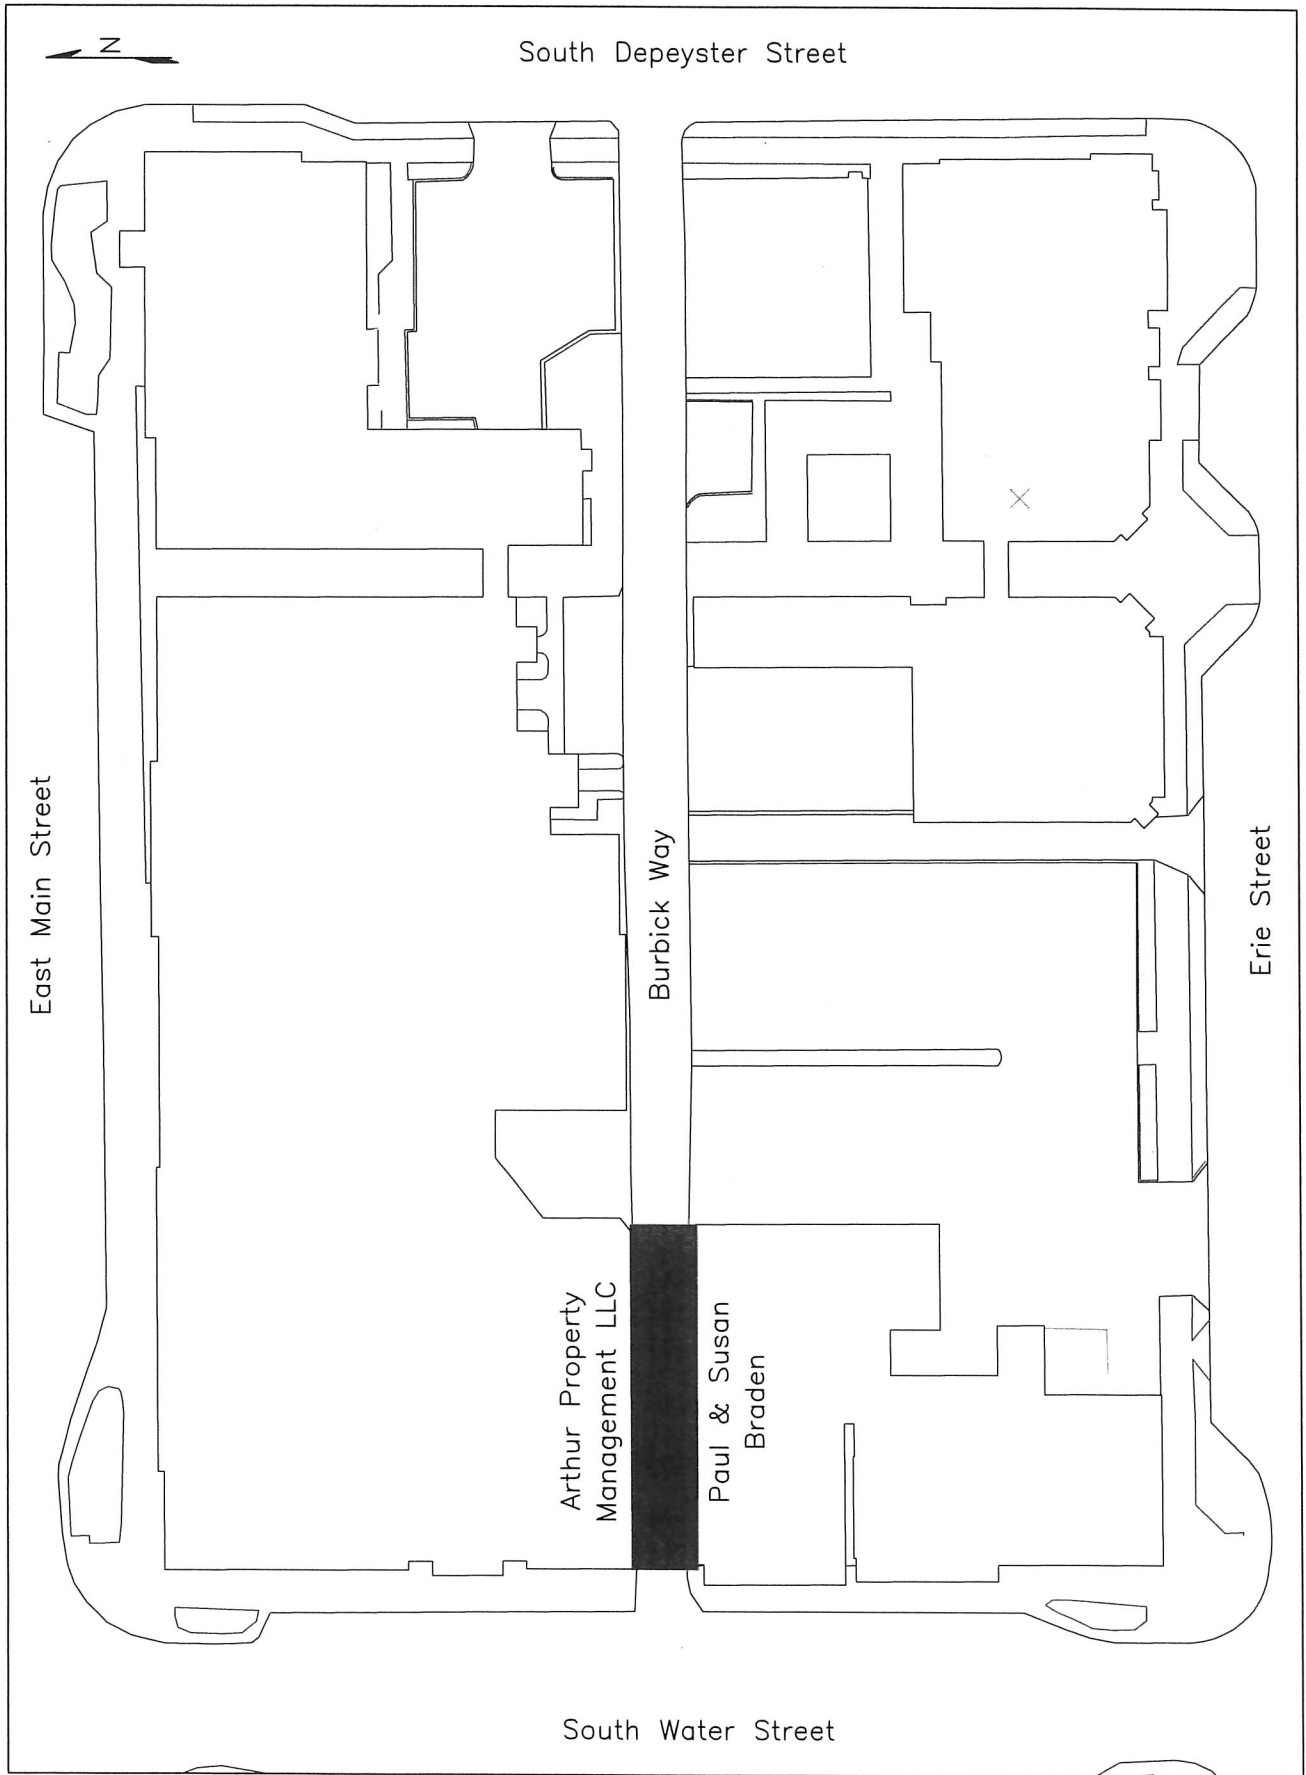 N
South Depeyster Street
East Main Street
Burbick Way
Erie Street
Arthur Property
Management LLC
Paul & Susan
Braden
South Water Street